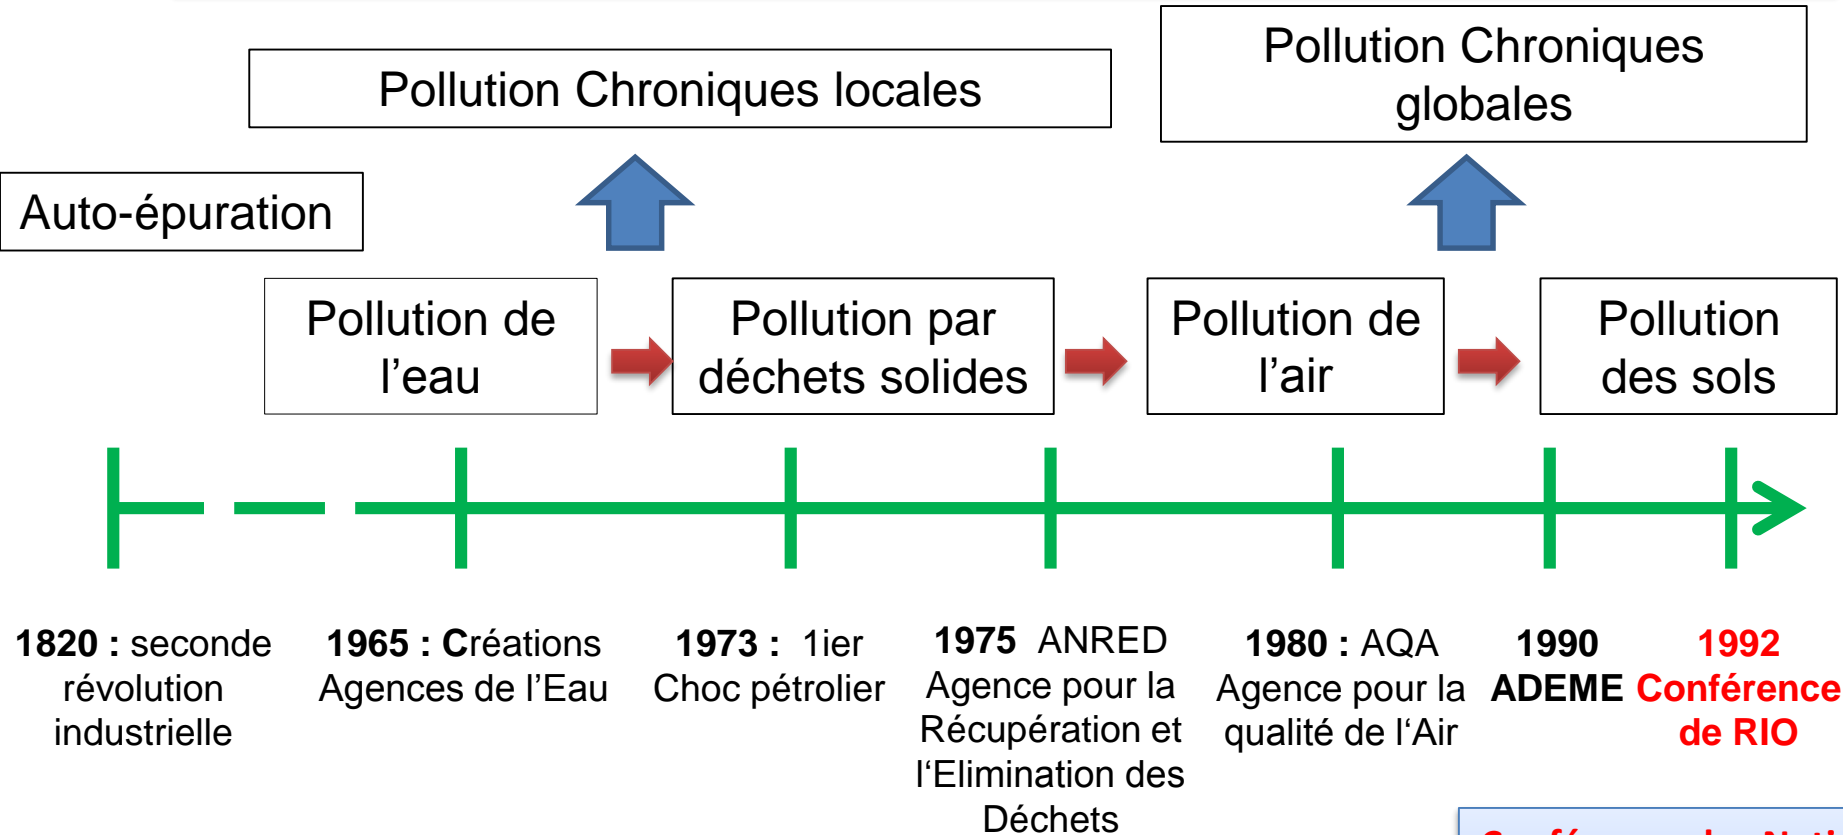 Pollution Chroniques locales
Pollution Chroniques
globales
Auto-épuration
Pollution de
l’eau
Pollution par
déchets solides
Pollution de
l’air
Pollution
des sols
1820 : seconde
révolution
industrielle
1965 : Créations
Agences de l’Eau
1973 : 1ier
Choc pétrolier
1975 ANRED
Agence pour la
Récupération et
l‘Elimination des
Déchets
1980 : AQA
Agence pour la
qualité de l‘Air
1990
ADEME
1992
Conférence
de RIO